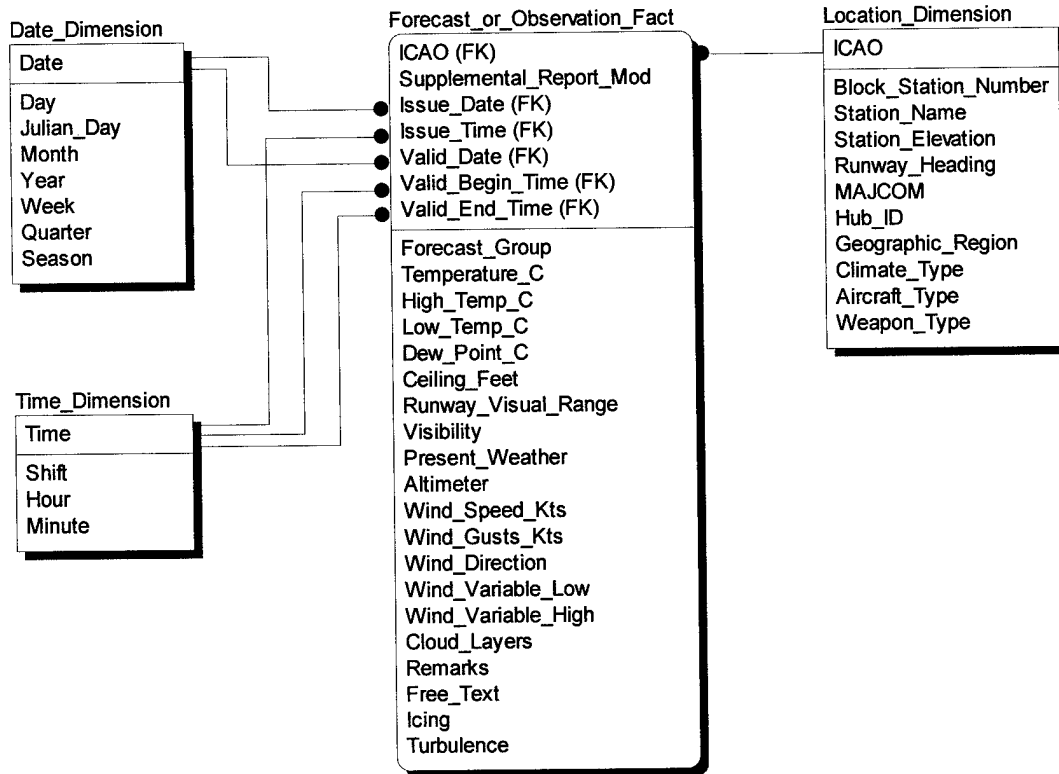 Date_Dimension
Date
Day
Julian_Day
Month
Year
Week
Quarter
Season
Time_Dimension
Time
Shift
Hour
Minute
Forecast_or_Observation_Fact
ICAO (FK)
Supplemental_Report_Mod
Issue_Date (FK)
Issue_Time (FK)
Valid_Date (FK)
Valid_Begin_Time (FK)
Valid_End_Time (FK)
Forecast_Group
Temperature_C
High_Temp_C
Low_Temp_C
Dew_Point_C
Ceiling_Feet
Runway_Visual_Range
Visibility
Present_Weather
Altimeter
Wind_Speed_Kts
Wind_Gusts_Kts
Wind_Direction
Wind_Variable_Low
Wind_Variable_High
Cloud_Layers
Remarks
Free_Text
Icing
Turbulence
Location_Dimension
ICAO
Block_Station_Number
Station_Name
Station_Elevation
Runway_Heading
MAJCOM
Hub_ID
Geographic_Region
Climate_Type
Aircraft_Type
Weapon_Type